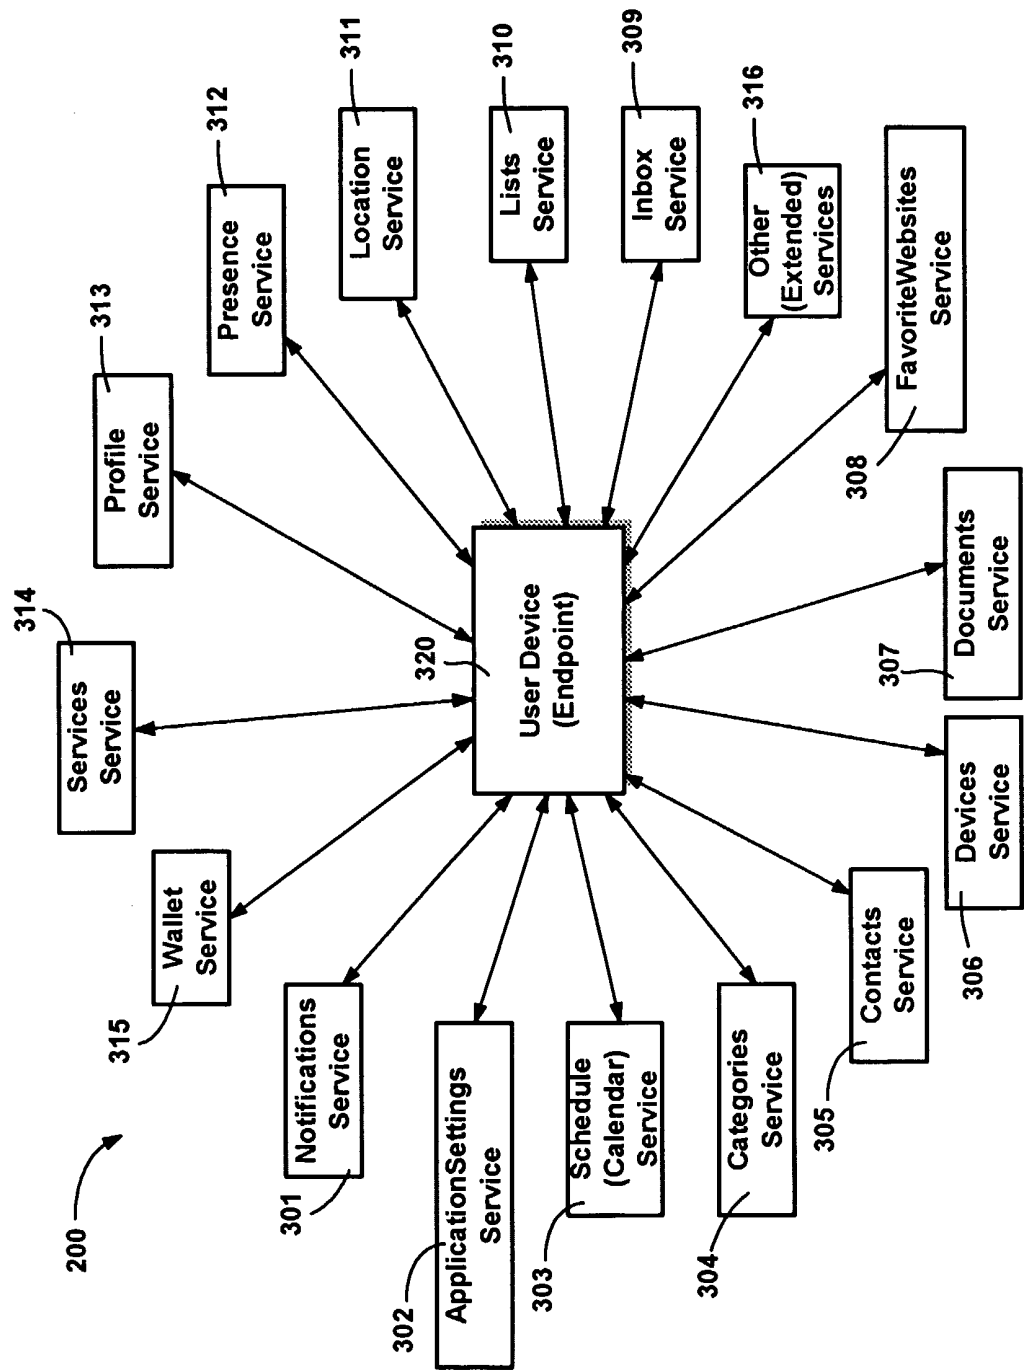 200
314
Services
Service
313
Profile
Service
315
Wallet
Service
312
Presence
Service
301
Notifications
Service
311
Location
Service
302
ApplicationSettings
Service
320
User Device
(Endpoint)
310
Lists
Service
303
Schedule
(Calendar)
Service
309
Inbox
Service
304
Categories
Service
316
Other
(Extended)
Services
305
Contacts
Service
308
FavoriteWebsites
Service
306
Devices
Service
307
Documents
Service